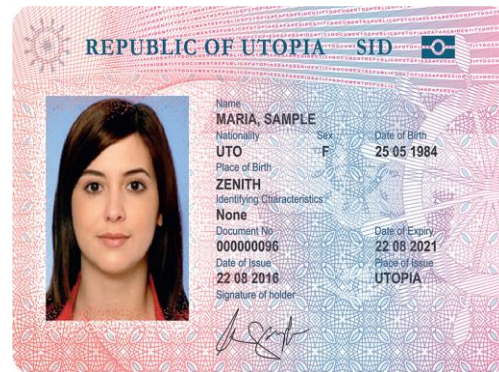 REPUBLIC OF UTOPIA SID
Name
MARIA, SAMPLE
Nationality Sex Date of Birth
UTO F 25 05 1984
Place of Birth
ZENITH
Identifying Characteristics
None
Document No Date of Expiry
000000096 22 08 2021
Date of Issue Place of Issue
22 08 2016 UTOPIA
Signature of holder